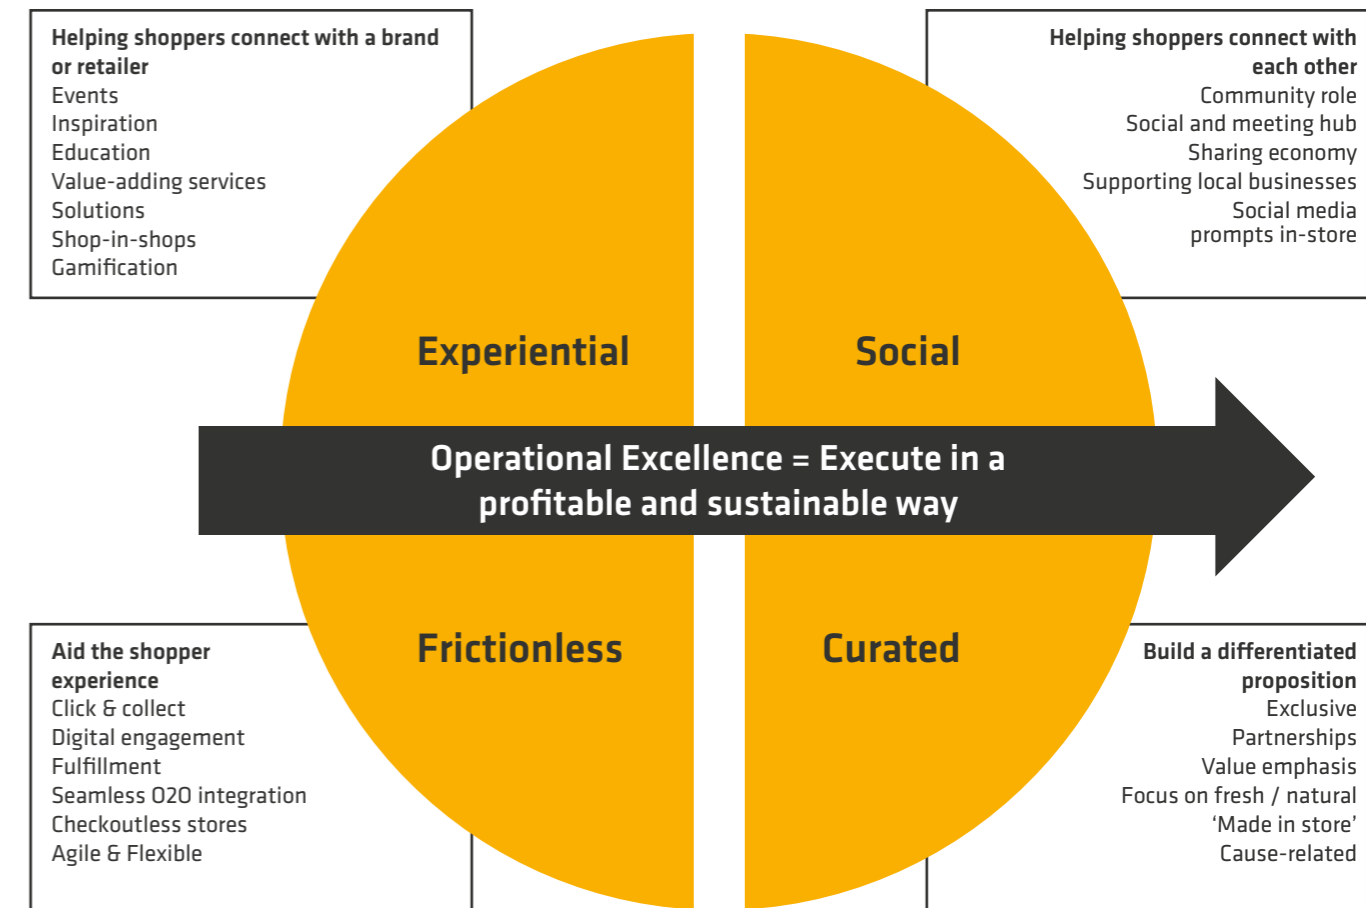 Helping shoppers connect with a brand
or retailer
Events
Inspiration
Education
Value-adding services
Solutions
Shop-in-shops
Gamification
Helping shoppers connect with
each other
Community role
Social and meeting hub
Sharing economy
Supporting local businesses
Social media
prompts in-store
Experiential
Social
Operational Excellence = Execute in a
profitable and sustainable way
Frictionless
Curated
Aid the shopper
experience
Click & collect
Digital engagement
Fulfillment
Seamless O2O integration
Checkoutless stores
Agile & Flexible
Build a differentiated
proposition
Exclusive
Partnerships
Value emphasis
Focus on fresh / natural
‘Made in store’
Cause-related